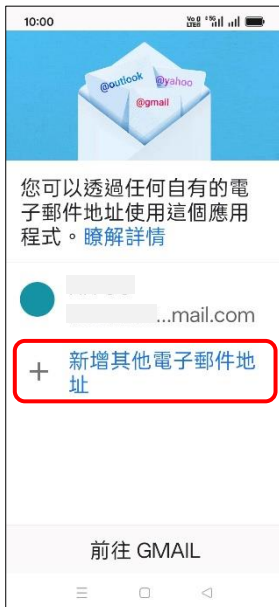 10:00
@outlook @yahoo
@gmail
您可以透過任何自有的電
子郵件地址使用這個應用
程式。瞭解詳情
...mail.com
新增其他電子郵件地
址
前往 GMAIL